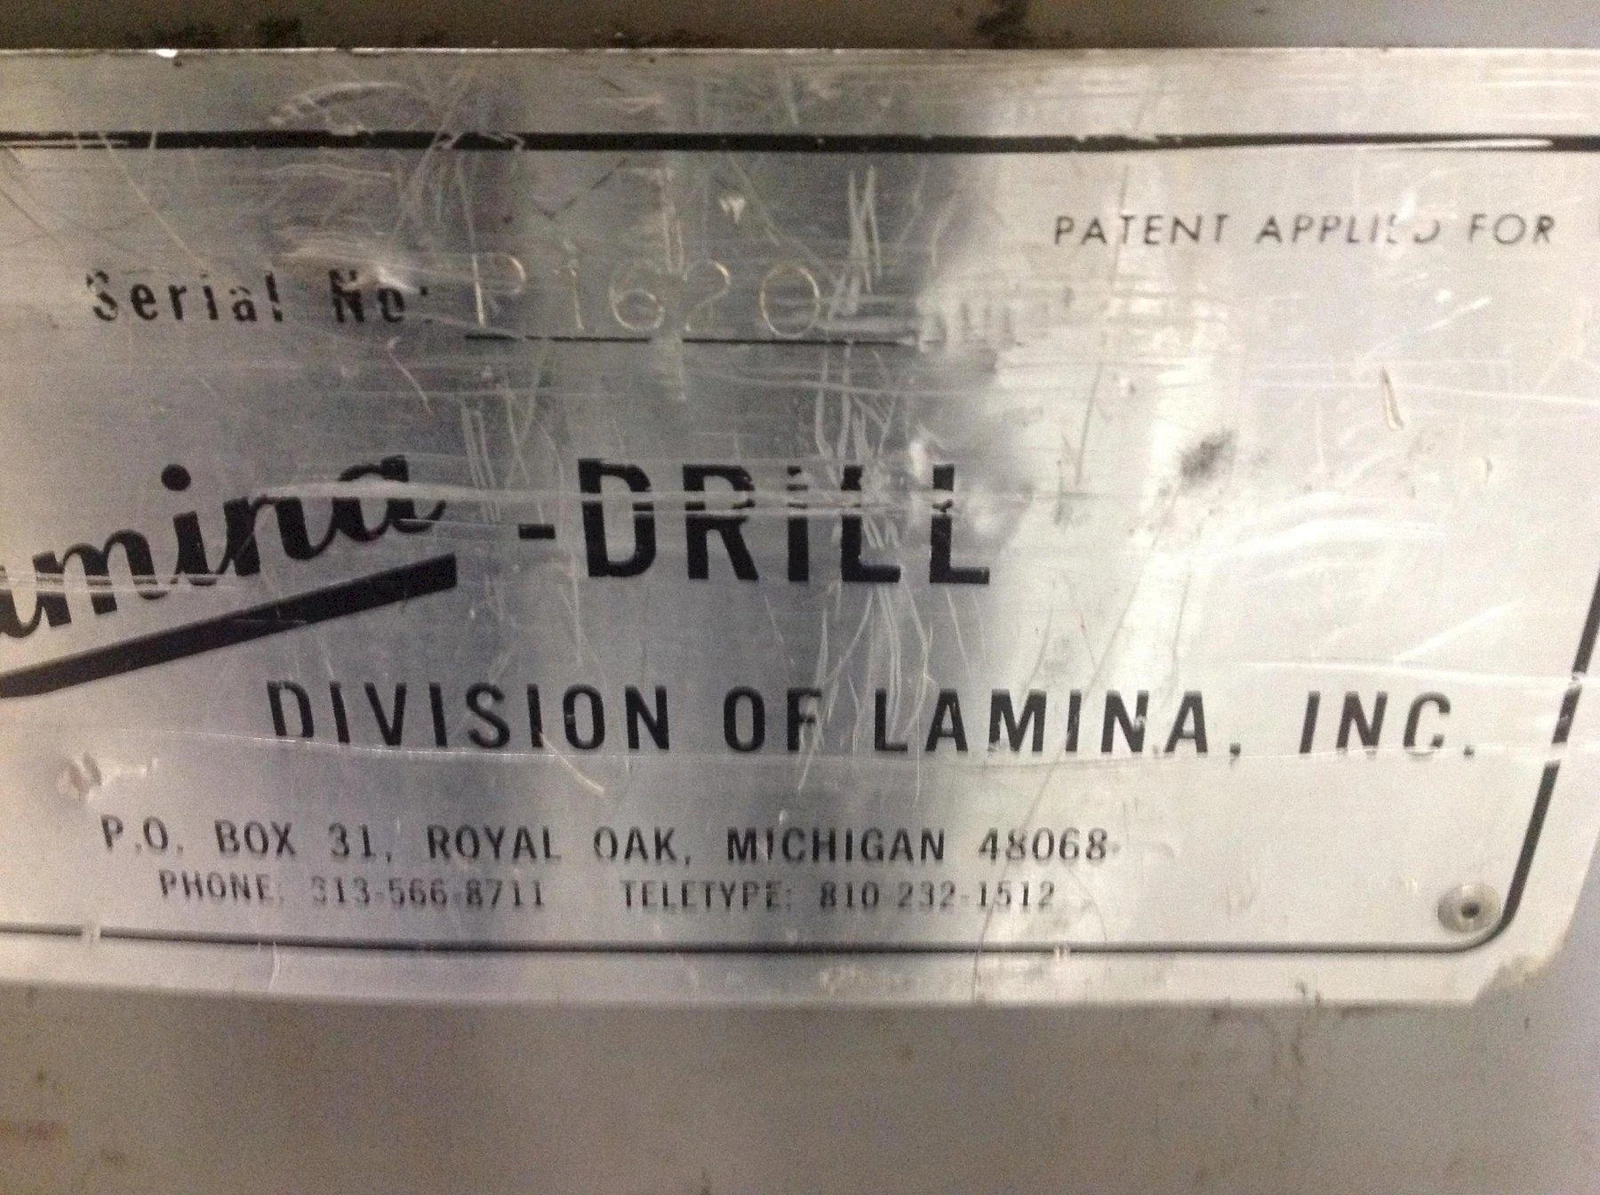 PATENT APPLIED FOR
Serial No: P1620
amina -DRILL
DIVISION OF LAMINA, INC.
P.O. BOX 31, ROYAL OAK, MICHIGAN 48068
PHONE: 313-566-8711 TELETYPE: 810-232-1512